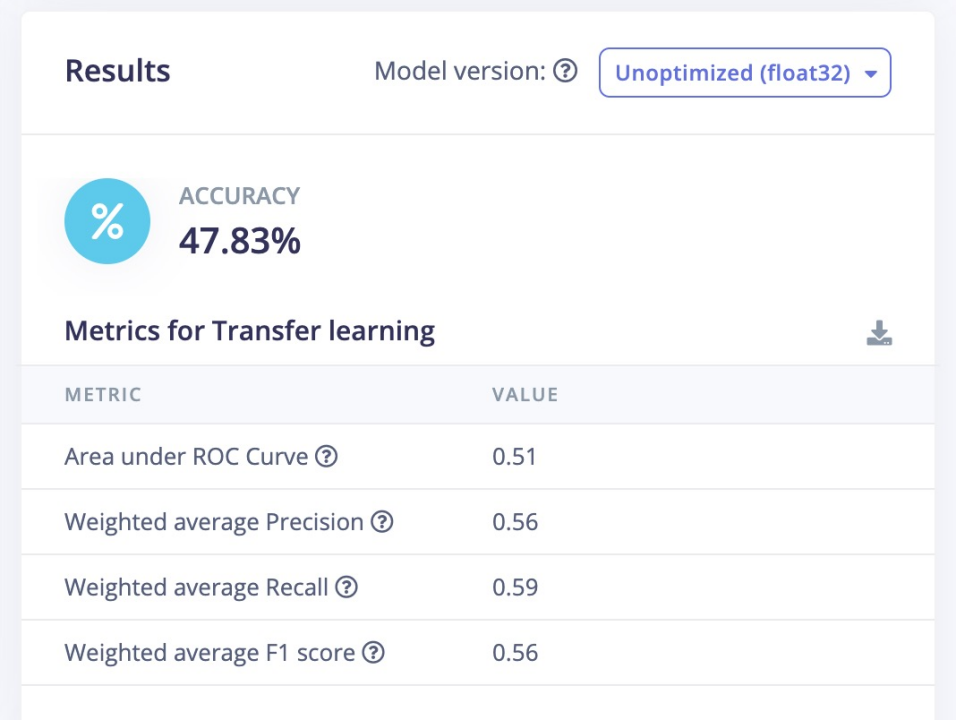 Results
Model version: Unoptimized (float32)
%
ACCURACY
47.83%
Metrics for Transfer learning
METRIC VALUE
Area under ROC Curve 0.51
Weighted average Precision 0.56
Weighted average Recall 0.59
Weighted average F1 score 0.56